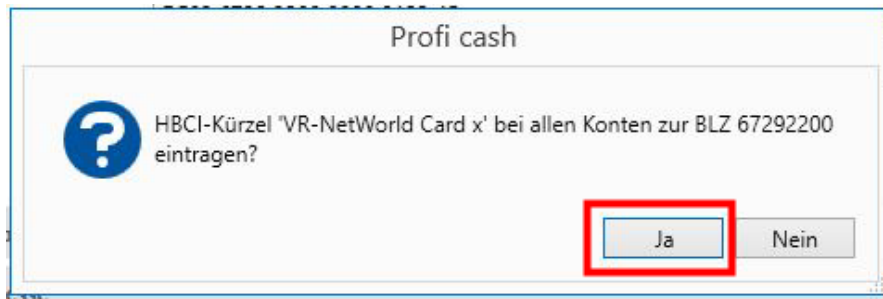 Profi cash
HBCI-Kürzel 'VR-NetWorld Card x' bei allen Konten zur BLZ 67292200
eintragen?
Ja
Nein